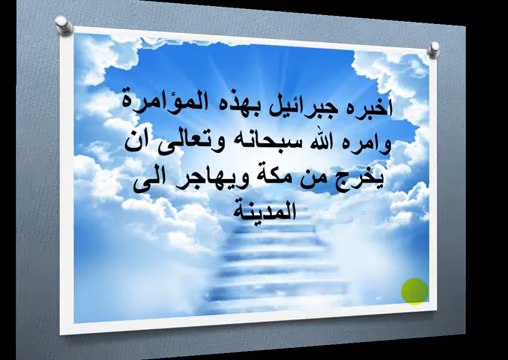 اخبره جبرائيل بهذه المؤامرة
وامره الله سبحانه وتعالى ان
يخرج من مكة ويهاجر الى
المدينة